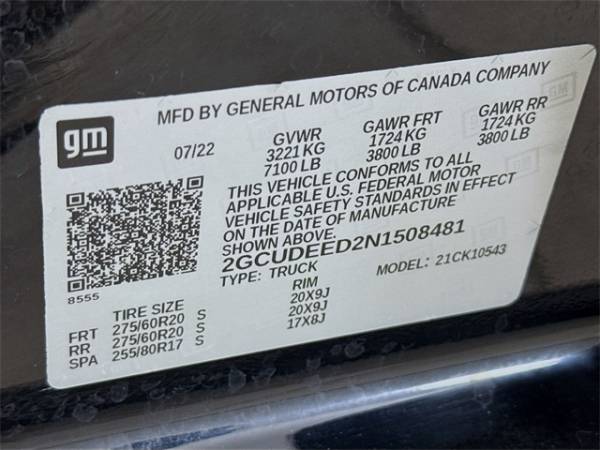 MFD BY GENERAL MOTORS OF CANADA COMPANY
gm
07/22
GVWR
3221 KG
7100 LB
GAWR FRT
1724 KG
3800 LB
GAWR RR
1724 KG
3800 LB
THIS VEHICLE CONFORMS TO ALL
APPLICABLE U.S. FEDERAL MOTOR
VEHICLE SAFETY STANDARDS IN EFFECT
ON THE DATE OF MANUFACTURE
SHOWN ABOVE.
2GCUDEED2N1508481
TYPE: TRUCK
MODEL: 21CK10543
8555
TIRE SIZE RIM
FRT 275/60R20 S 20X9J
RR 275/60R20 S 20X9J
SPA 255/80R17 S 17X8J